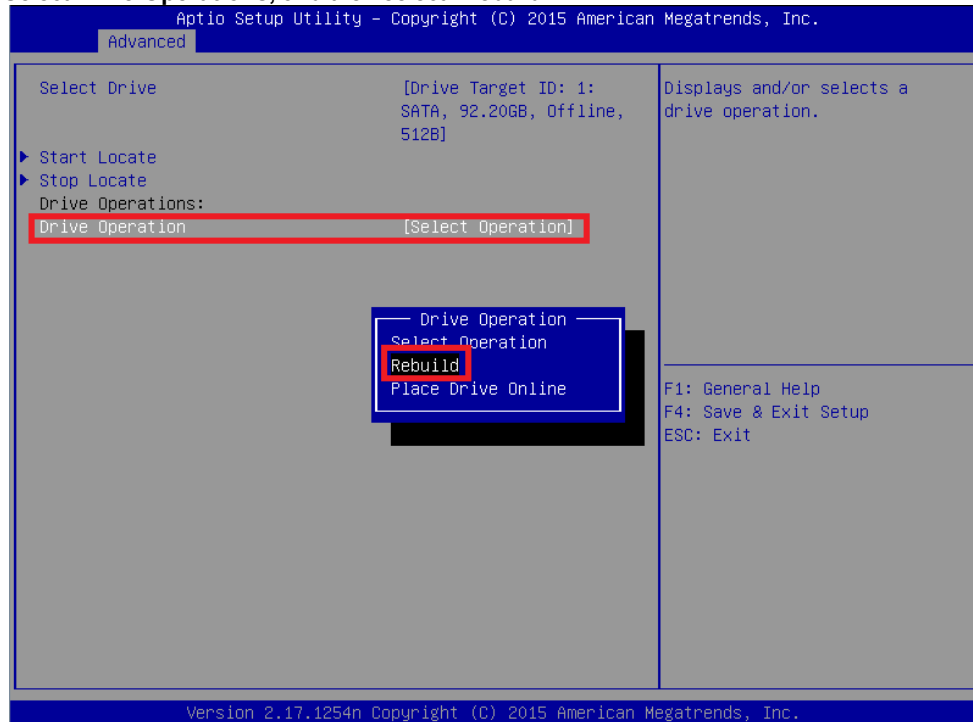 Aptio Setup Utility – Copyright (C) 2015 American Megatrends, Inc.
Advanced
Select Drive [Drive Target ID: 1: Displays and/or selects a
SATA, 92.20GB, Offline, drive operation.
512B]
Start Locate
Stop Locate
Drive Operations:
Drive Operation [Select Operation]
Drive Operation
Select Operation
Rebuild
Place Drive Online
F1: General Help
F4: Save & Exit Setup
ESC: Exit
Version 2.17.1254n Copyright (C) 2015 American Megatrends, Inc.